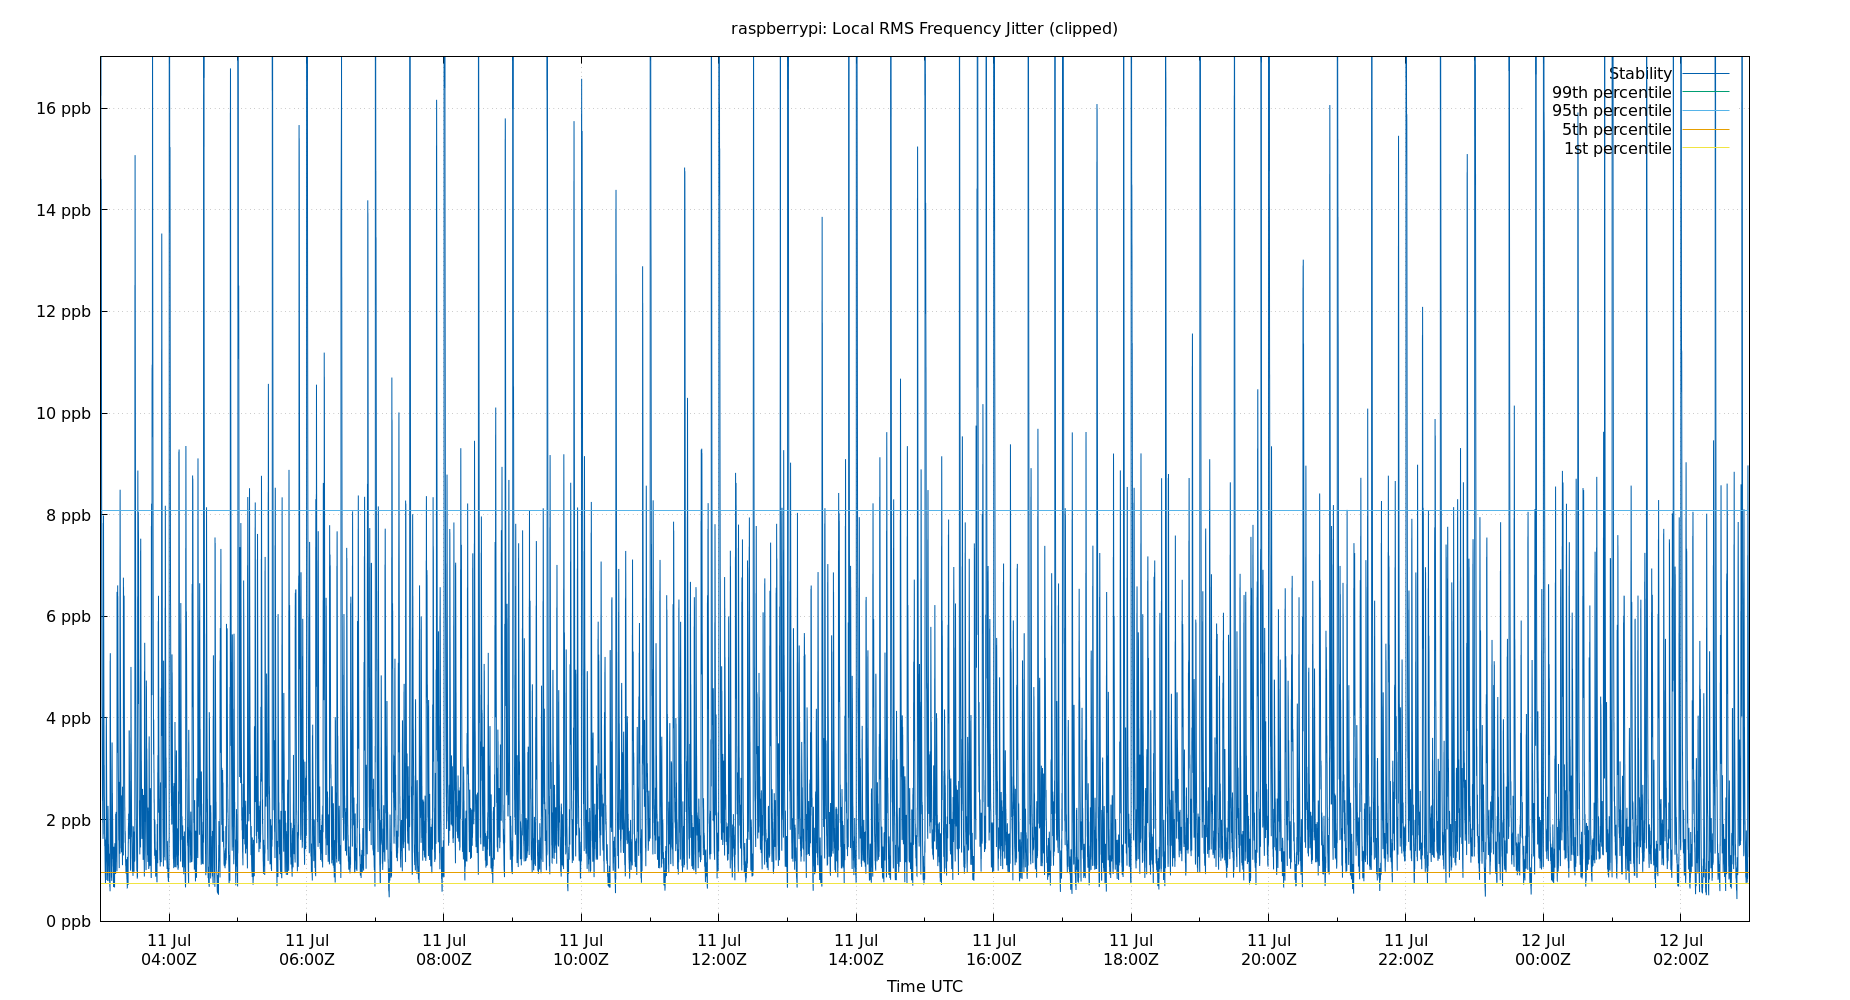 raspberrypi: Local RMS Frequency Jitter (clipped)
Stability
99th percentile
95th percentile
5th percentile
1st percentile
16 ppb
14 ppb
12 ppb
10 ppb
8 ppb
6 ppb
4 ppb
2 ppb
0 ppb
11 Jul 11 Jul 11 Jul 11 Jul 11 Jul 11 Jul 11 Jul 11 Jul 11 Jul 11 Jul 12 Jul 12 Jul
04:00Z 06:00Z 08:00Z 10:00Z 12:00Z 14:00Z 16:00Z 18:00Z 20:00Z 22:00Z 00:00Z 02:00Z
Time UTC